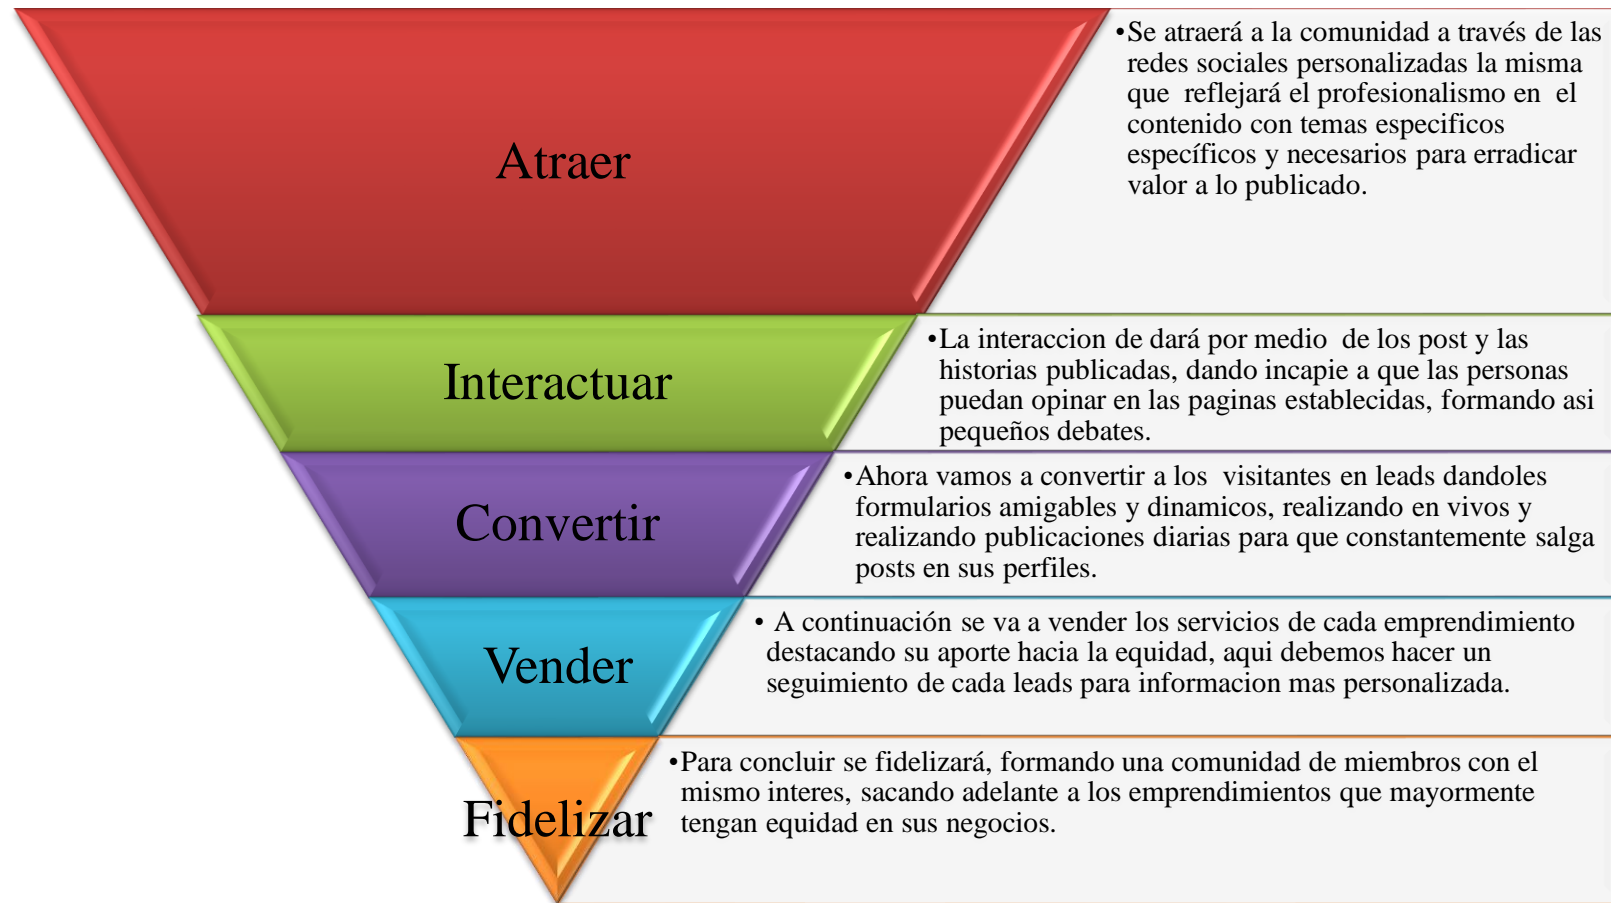 Atraer
•Se atraerá a la comunidad a través de las
redes sociales personalizadas la misma
que reflejará el profesionalismo en el
contenido con temas especificos
específicos y necesarios para erradicar
valor a lo publicado.
Interactuar
•La interaccion de dará por medio de los post y las
historias publicadas, dando incapie a que las personas
puedan opinar en las paginas establecidas, formando asi
pequeños debates.
Convertir
•Ahora vamos a convertir a los visitantes en leads dandoles
formularios amigables y dinamicos, realizando en vivos y
realizando publicaciones diarias para que constantemente salga
posts en sus perfiles.
Vender
• A continuación se va a vender los servicios de cada emprendimiento
destacando su aporte hacia la equidad, aqui debemos hacer un
seguimiento de cada leads para informacion mas personalizada.
Fidelizar
•Para concluir se fidelizará, formando una comunidad de miembros con el
mismo interes, sacando adelante a los emprendimientos que mayormente
tengan equidad en sus negocios.